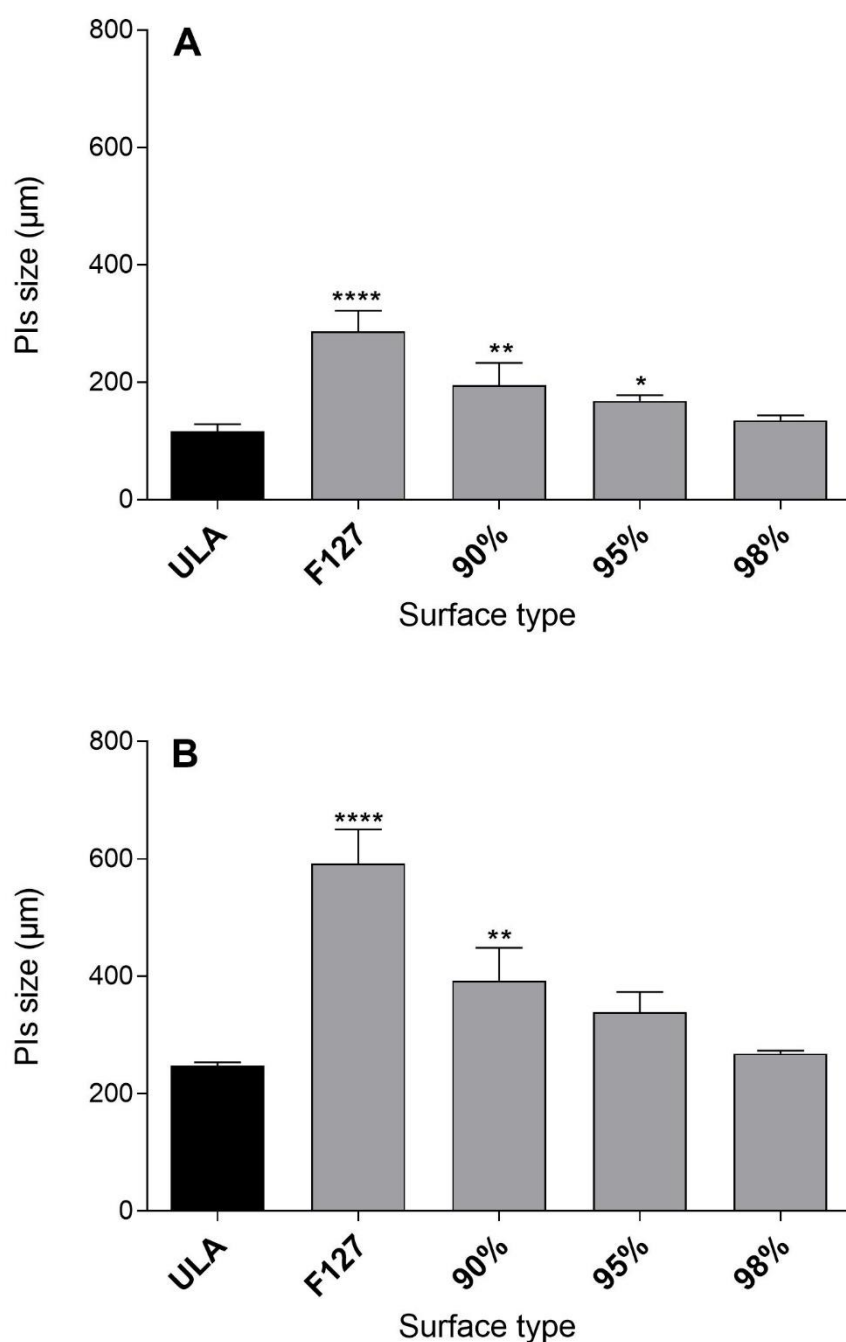 A
800
600
400
200
0
PIs size (µm)
****
**
*
ULA
F127
90%
95%
98%
Surface type
B
800
600
400
200
0
PIs size (µm)
****
**
ULA
F127
90%
95%
98%
Surface type